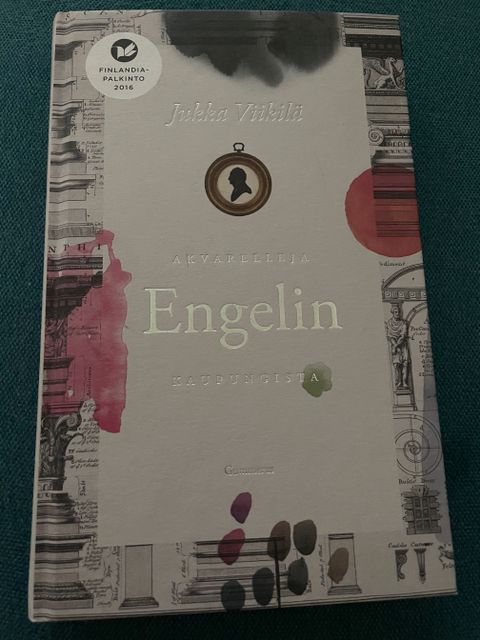 FINLANDIA-
PALKINTO
2016
Jukka Viikilä
AKVARELLEJA
Engelin
KAUPUNGISTA
Gummerus